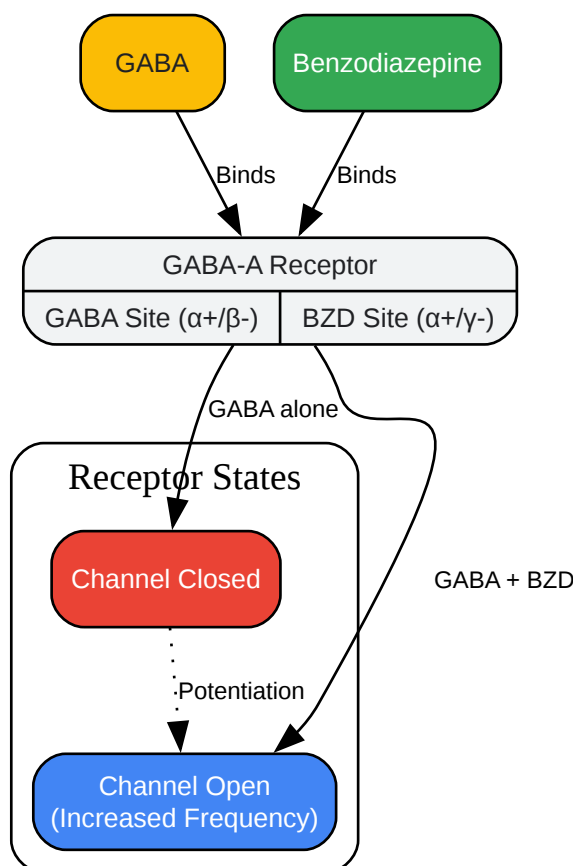 GABA
Benzodiazepine
Binds
Binds
GABA-A Receptor
GABA Site (α+/β-)
BZD Site (α+/γ-)
GABA alone
Receptor States
Channel Closed
GABA + BZD
Potentiation
Channel Open
(Increased Frequency)